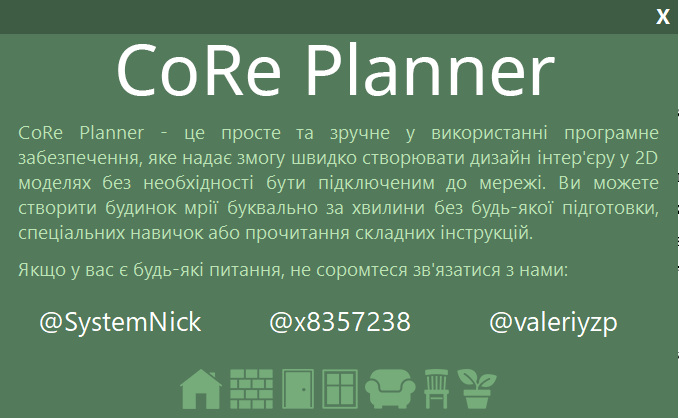 X
CoRe Planner
CoRe Planner - це просте та зручне у використанні програмне
забезпечення, яке надає змогу швидко створювати дизайн інтер'єру у 2D
моделях без необхідності бути підключеним до мережі. Ви можете
створити будинок мрії буквально за хвилини без будь-якої підготовки,
спеціальних навичок або прочитання складних інструкцій.
Якщо у вас є будь-які питання, не соромтеся зв'язатися з нами:
@SystemNick @x8357238 @valeriyzp